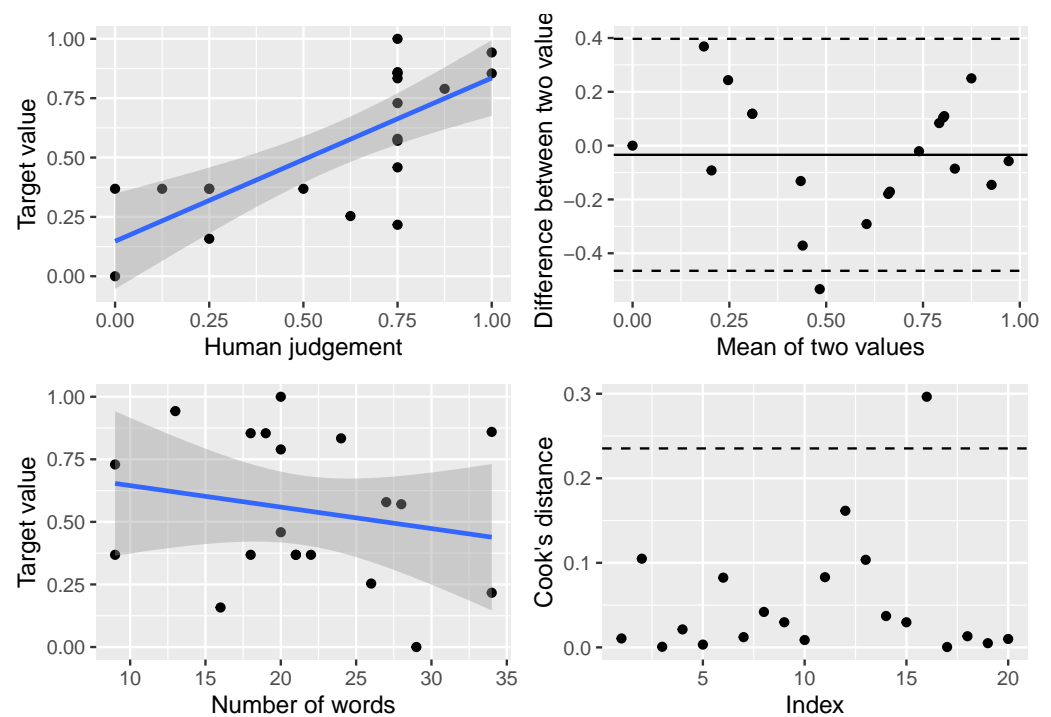 Target value
1.00
0.75
0.50
0.25
0.00
0.00 0.25 0.50 0.75 1.00
Human judgement
Difference between two value
0.4
0.2
0.0
−0.2
−0.4
0.00 0.25 0.50 0.75 1.00
Mean of two values
Target value
1.00
0.75
0.50
0.25
0.00
10 15 20 25 30 35
Number of words
Cook's distance
0.3
0.2
0.1
0.0
5 10 15 20
Index